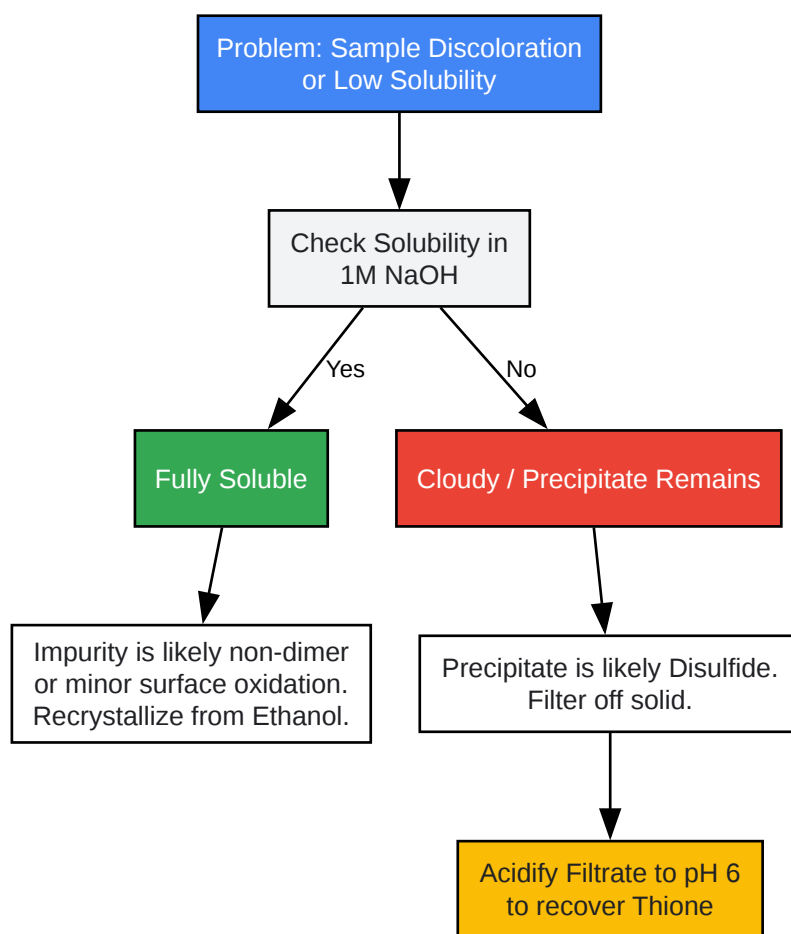 Problem: Sample Discoloration
or Low Solubility
Check Solubility in
1M NaOH
Yes
No
Fully Soluble
Cloudy / Precipitate Remains
Impurity is likely non-dimer
or minor surface oxidation.
Recrystallize from Ethanol.
Precipitate is likely Disulfide.
Filter off solid.
Acidify Filtrate to pH 6
to recover Thione